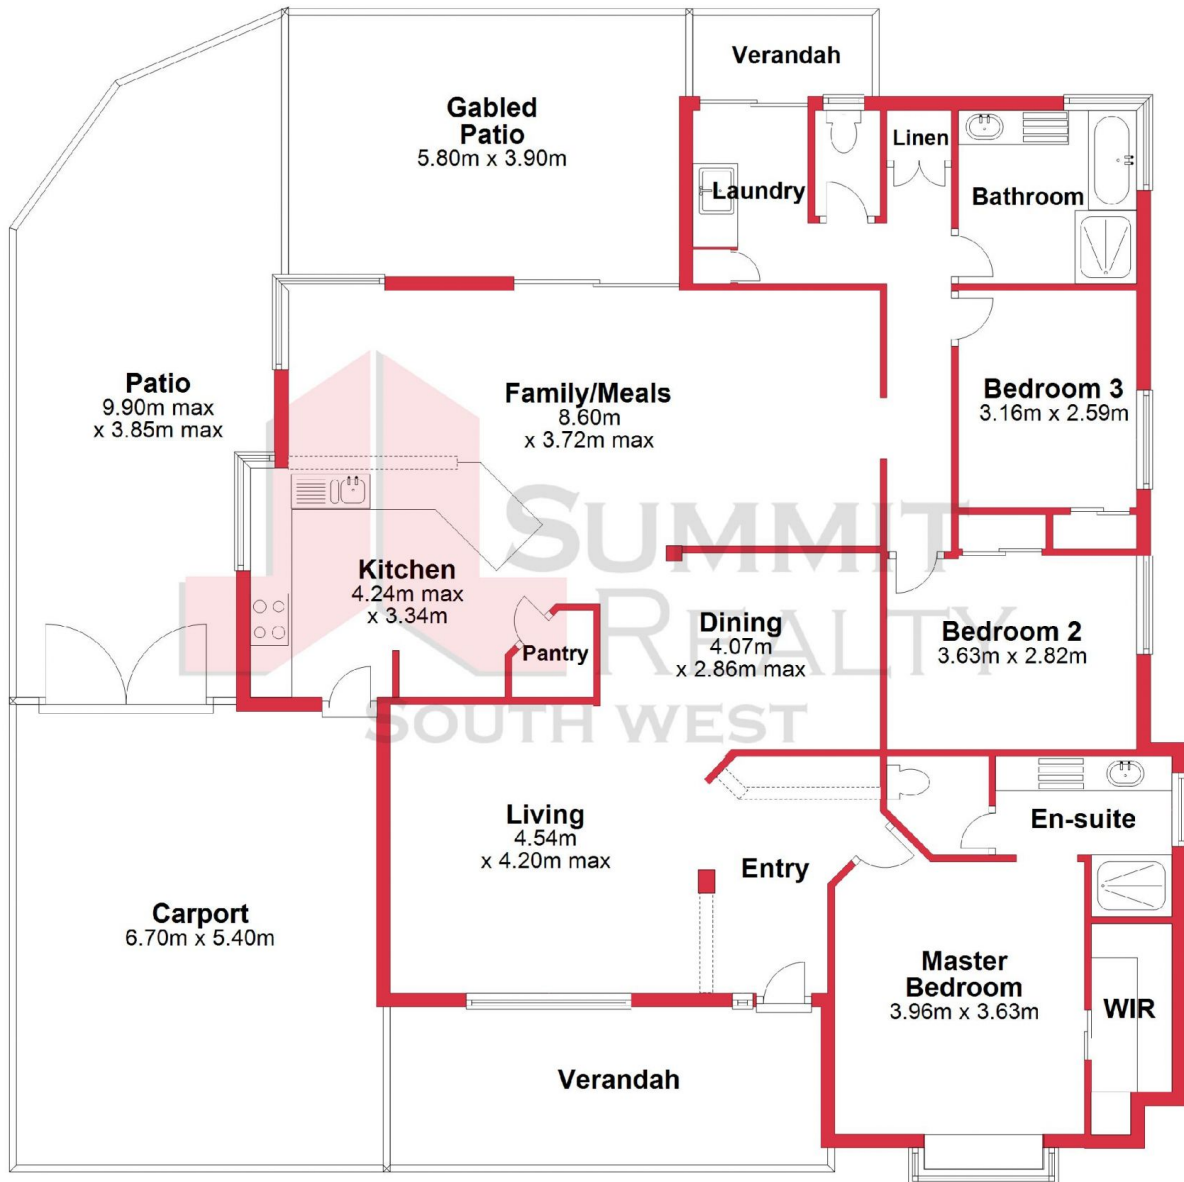 Verandah
Gabled
Patio
5.80m x 3.90m
Linen
Laundry
Bathroom
Patio
9.90m max
x 3.85m max
Family/Meals
8.60m
x 3.72m max
Bedroom 3
3.16m x 2.59m
SUMMIT
REALTY
SOUTH WEST
Kitchen
4.24m max
x 3.34m
Pantry
Dining
4.07m
x 2.86m max
Bedroom 2
3.63m x 2.82m
Living
4.54m
x 4.20m max
Entry
En-suite
Carport
6.70m x 5.40m
Master
Bedroom
3.96m x 3.63m
WIR
Verandah